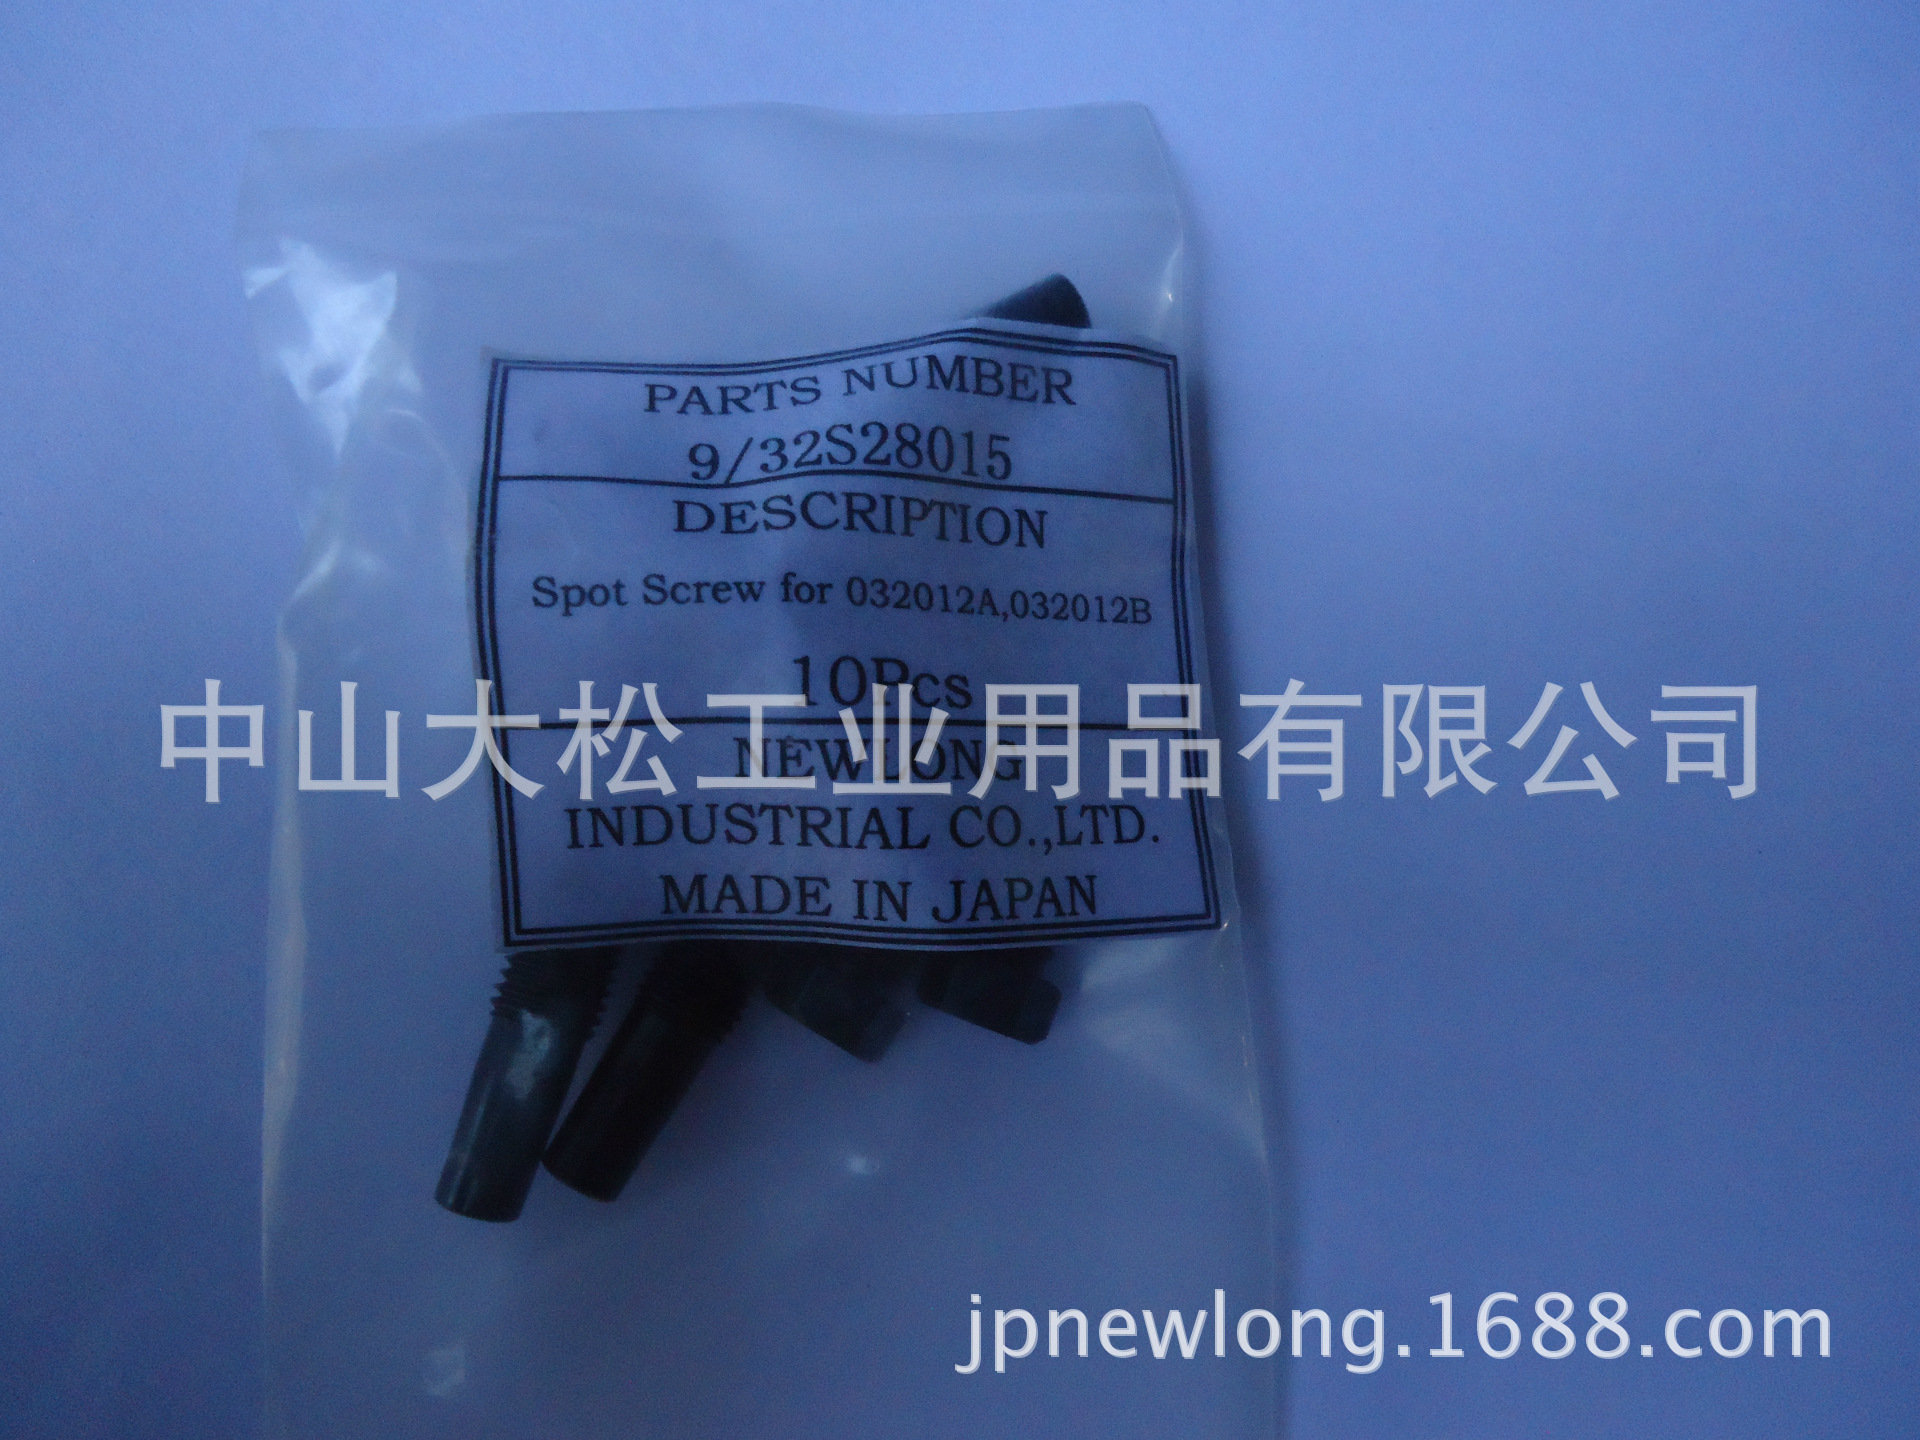 PARTS NUMBER
9/32S28015
DESCRIPTION
Spot Screw for 032012A,032012B
10Pcs
中山大松工业用品有限公司
NEWLONG
INDUSTRIAL CO.,LTD.
MADE IN JAPAN
jpnewlong.1688.com